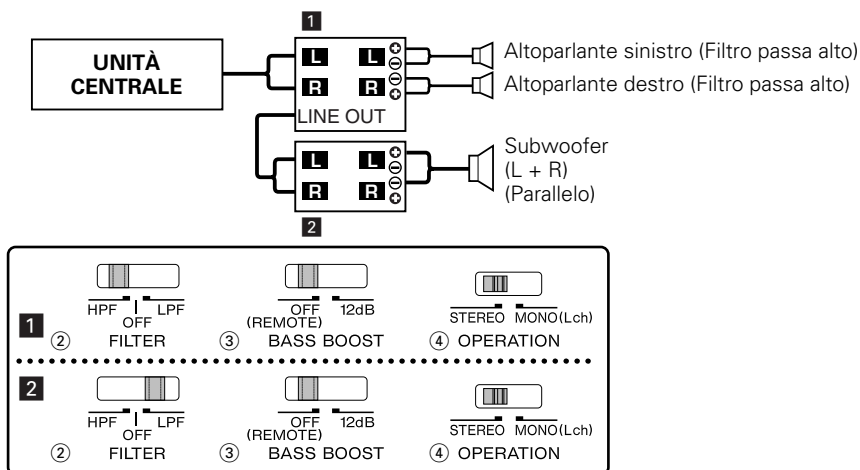 1
UNITÀ
CENTRALE
L L ⊕ ⊖
R R ⊖ ⊕
LINE OUT
Altoparlante sinistro (Filtro passa alto)
Altoparlante destro (Filtro passa alto)
L L ⊕ ⊖
R R ⊖ ⊕
Subwoofer
(L + R)
(Parallelo)
2
1
HPF OFF LPF
② FILTER
OFF 12dB
(REMOTE)
③ BASS BOOST
STEREO MONO(Lch)
④ OPERATION
2
HPF OFF LPF
② FILTER
OFF 12dB
(REMOTE)
③ BASS BOOST
STEREO MONO(Lch)
④ OPERATION